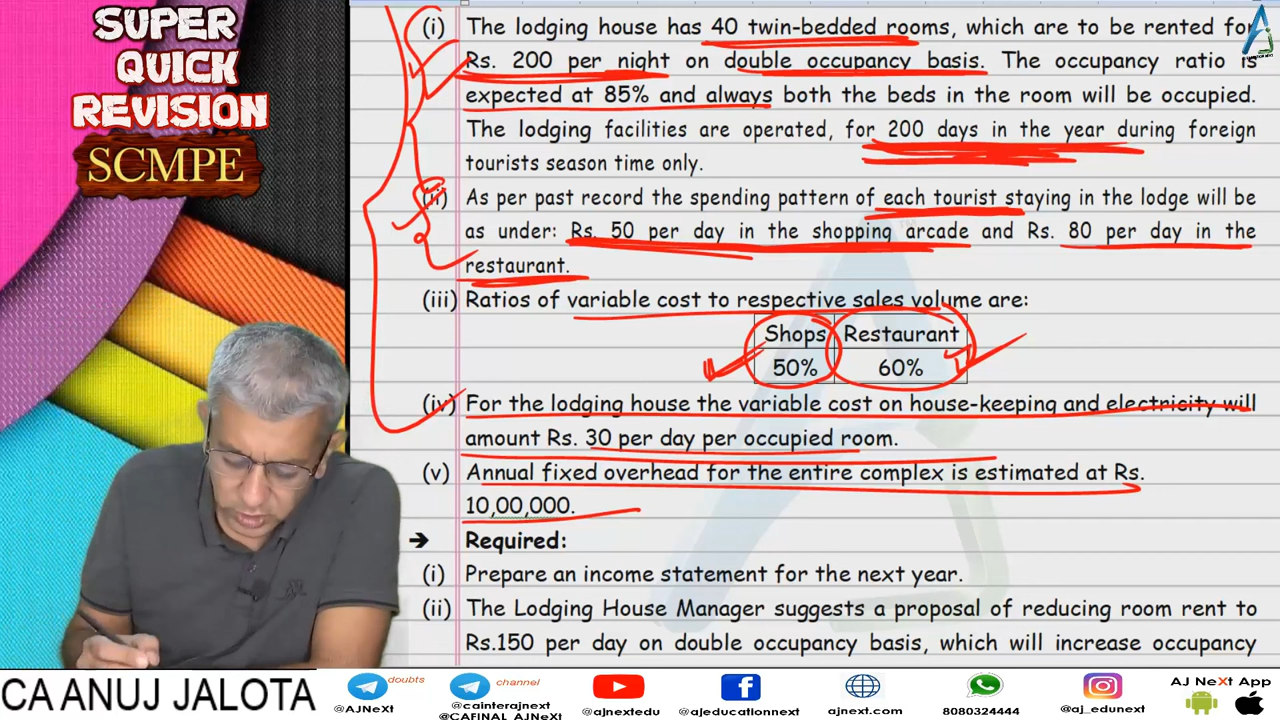 SUPER
QUICK
REVISION
SCMPE
(i) The lodging house has 40 twin-bedded rooms, which are to be rented for
Rs. 200 per night on double occupancy basis. The occupancy ratio is
expected at 85% and always both the beds in the room will be occupied.
The lodging facilities are operated, for 200 days in the year during foreign
tourists season time only.
(ii) As per past record the spending pattern of each tourist staying in the lodge will be
as under: Rs. 50 per day in the shopping arcade and Rs. 80 per day in the
restaurant.
(iii) Ratios of variable cost to respective sales volume are:
Shops Restaurant
50% 60%
(iv) For the lodging house the variable cost on house-keeping and electricity will
amount Rs. 30 per day per occupied room.
(v) Annual fixed overhead for the entire complex is estimated at Rs.
10,00,000.
➔ Required:
(i) Prepare an income statement for the next year.
(ii) The Lodging House Manager suggests a proposal of reducing room rent to
Rs.150 per day on double occupancy basis, which will increase occupancy
CA ANUJ JALOTA
doubts
@AJNeXt
channel
@cainterajnext
@CAFINAL_AJNeXt
@ajnextedu
@ajeducationnext
ajnext.com
8080324444
@aj_edunext
AJ NeXt App